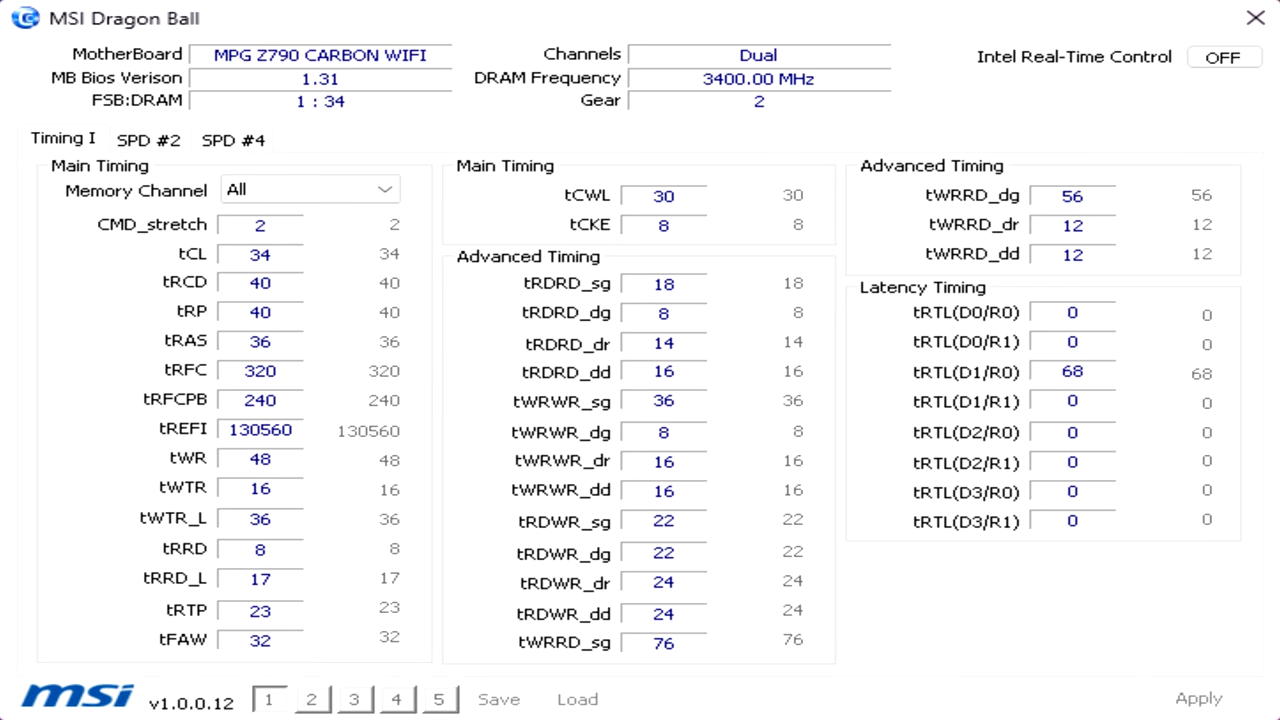 MSI Dragon Ball
MotherBoard MPG Z790 CARBON WIFI
MB Bios Verison 1.31
FSB:DRAM 1 : 34
Channels Dual
DRAM Frequency 3400.00 MHz
Gear 2
Intel Real-Time Control OFF
Timing I SPD #2 SPD #4
Main Timing
Memory Channel All
CMD_stretch 2 2
tCL 34 34
tRCD 40 40
tRP 40 40
tRAS 36 36
tRFC 320 320
tRFCPB 240 240
tREFI 130560 130560
tWR 48 48
tWTR 16 16
tWTR_L 36 36
tRRD 8 8
tRRD_L 17 17
tRTP 23 23
tFAW 32 32
Main Timing
tCWL 30 30
tCKE 8 8
Advanced Timing
tRDRD_sg 18 18
tRDRD_dg 8 8
tRDRD_dr 14 14
tRDRD_dd 16 16
tWRWR_sg 36 36
tWRWR_dg 8 8
tWRWR_dr 16 16
tWRWR_dd 16 16
tRDWR_sg 22 22
tRDWR_dg 22 22
tRDWR_dr 24 24
tRDWR_dd 24 24
tWRRD_sg 76 76
Advanced Timing
tWRRD_dg 56 56
tWRRD_dr 12 12
tWRRD_dd 12 12
Latency Timing
tRTL(D0/R0) 0 0
tRTL(D0/R1) 0 0
tRTL(D1/R0) 68 68
tRTL(D1/R1) 0 0
tRTL(D2/R0) 0 0
tRTL(D2/R1) 0 0
tRTL(D3/R0) 0 0
tRTL(D3/R1) 0 0
msi v1.0.0.12 1 2 3 4 5 Save Load Apply